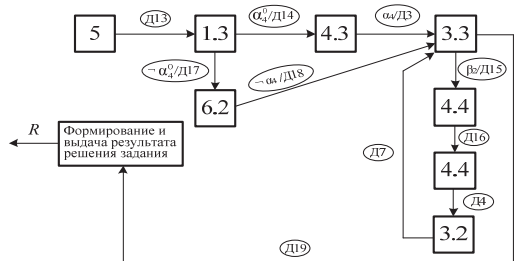 5
Д13
1.3
α₄⁰/Д14
4.3
α₄/Д3
3.3
¬ α₄⁰/Д17
6.2
¬ α₄/Д18
β₂/Д15
4.4
Д16
4.4
Д7
Д4
3.2
R
Формирование и
выдача результата
решения задания
Д19